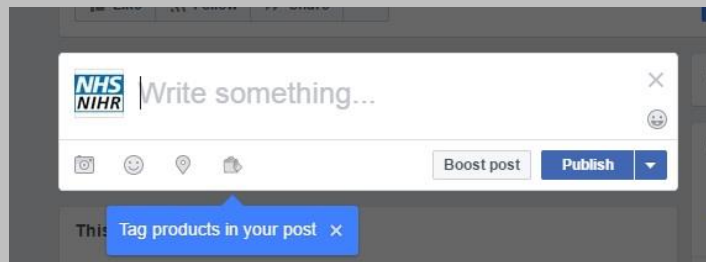 Like Follow Share
NHS
NIHR
Write something...
Boost post Publish
This
Tag products in your post ×